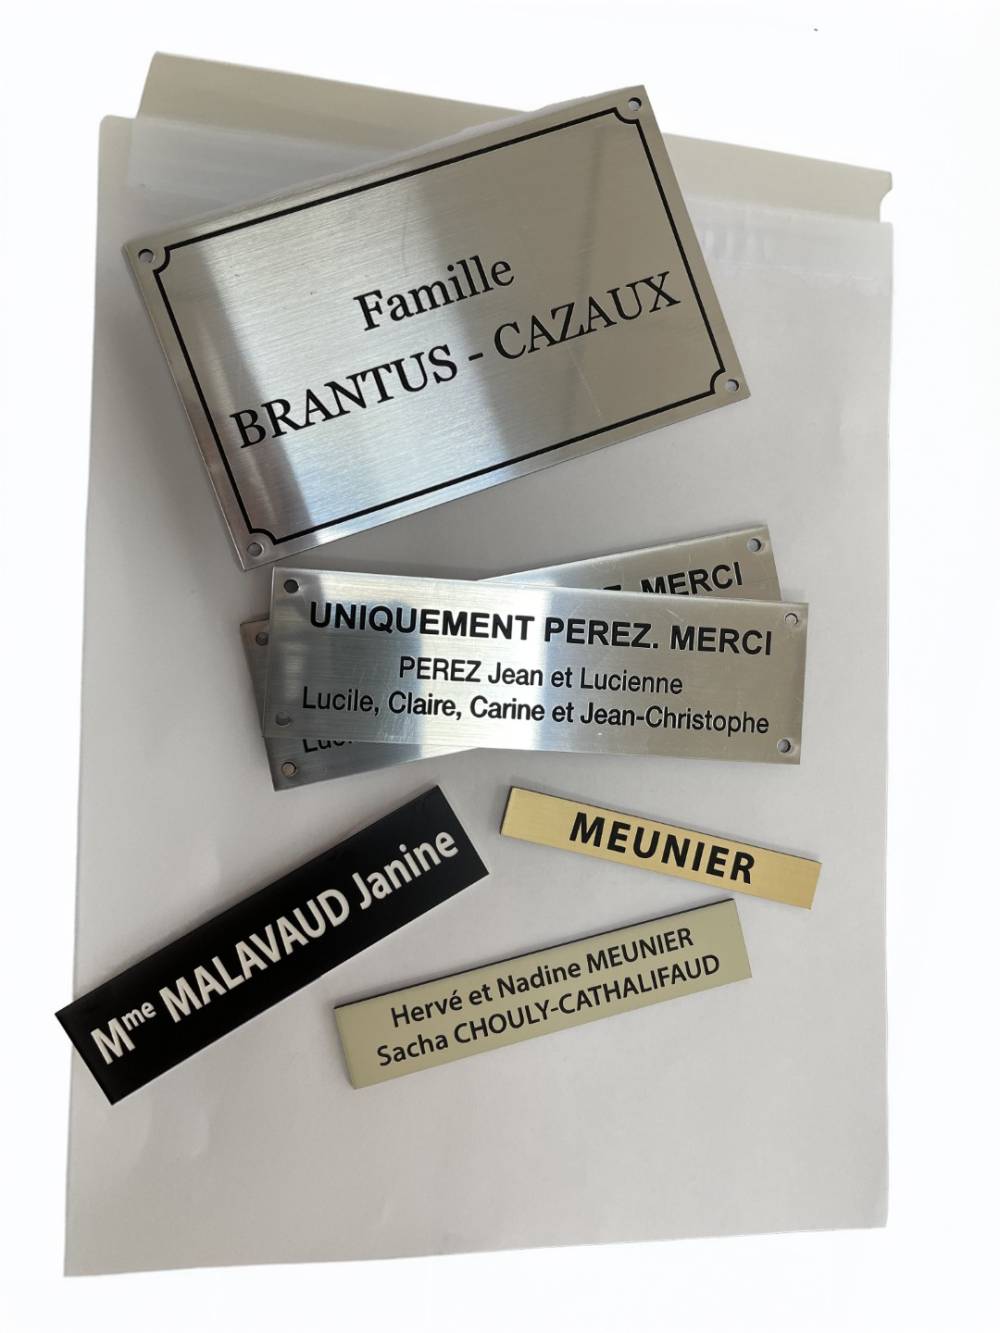 Famille
BRANTUS - CAZAUX
MERCI
UNIQUEMENT PEREZ. MERCI
PEREZ Jean et Lucienne
Lucile, Claire, Carine et Jean-Christophe
MEUNIER
Mme MALAVAUD Janine
Hervé et Nadine MEUNIER
Sacha CHOULY-CATHALIFAUD